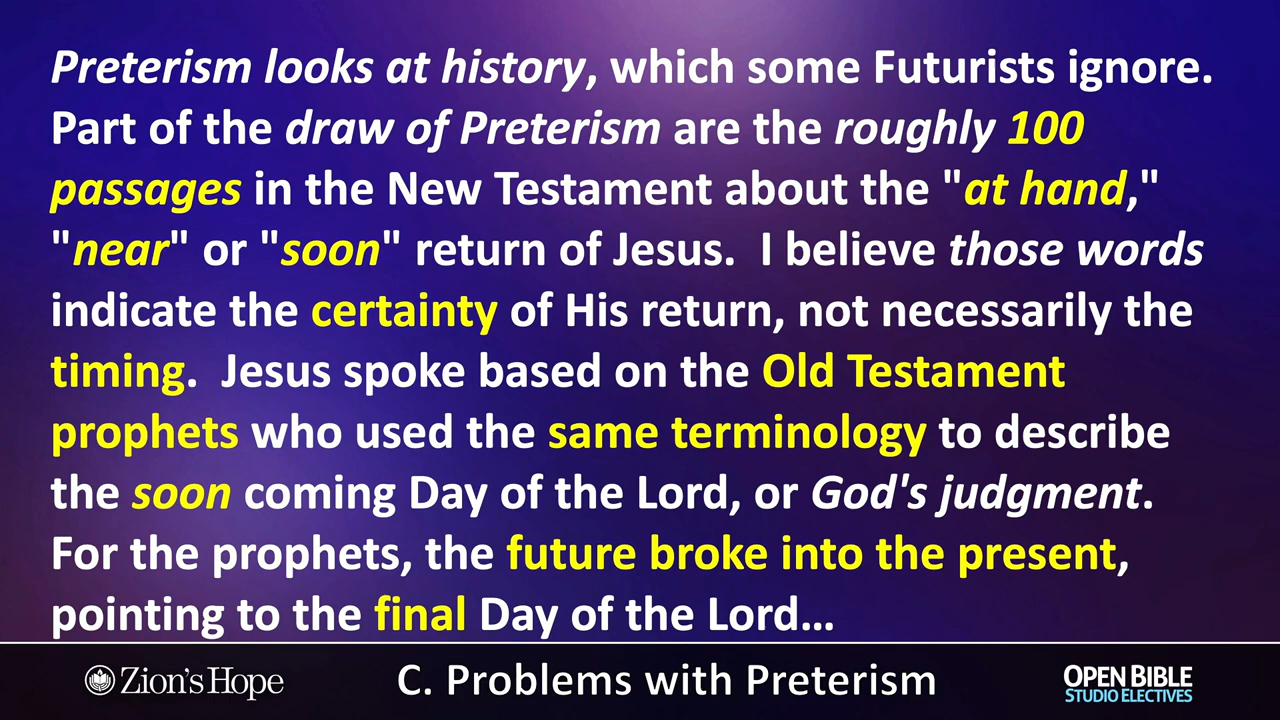 Preterism looks at history, which some Futurists ignore.
Part of the draw of Preterism are the roughly 100
passages in the New Testament about the "at hand,"
"near" or "soon" return of Jesus.  I believe those words
indicate the certainty of His return, not necessarily the
timing.  Jesus spoke based on the Old Testament
prophets who used the same terminology to describe
the soon coming Day of the Lord, or God's judgment.
For the prophets, the future broke into the present,
pointing to the final Day of the Lord...
Zion's Hope
C. Problems with Preterism
OPEN BIBLE
STUDIO ELECTIVES